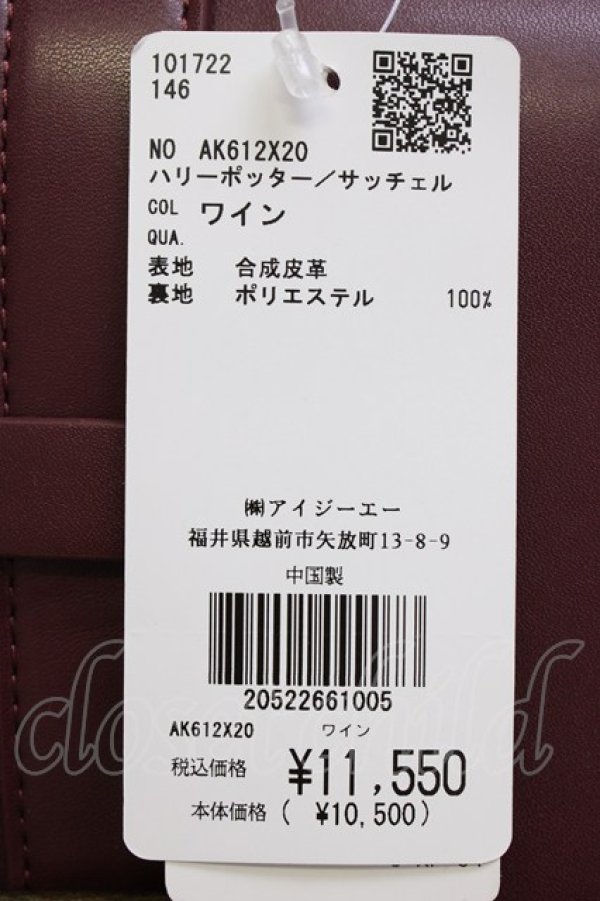 101722
146
NO AK612X20
ハリーポッター／サッチェル
COL ワイン
QUA.
表地 合成皮革
裏地 ポリエステル 100%
㈱アイジーエー
福井県越前市矢放町13-8-9
中国製
20522661005
AK612X20 ワイン
税込価格 ¥11,550
本体価格 ( ¥10,500)
closet child